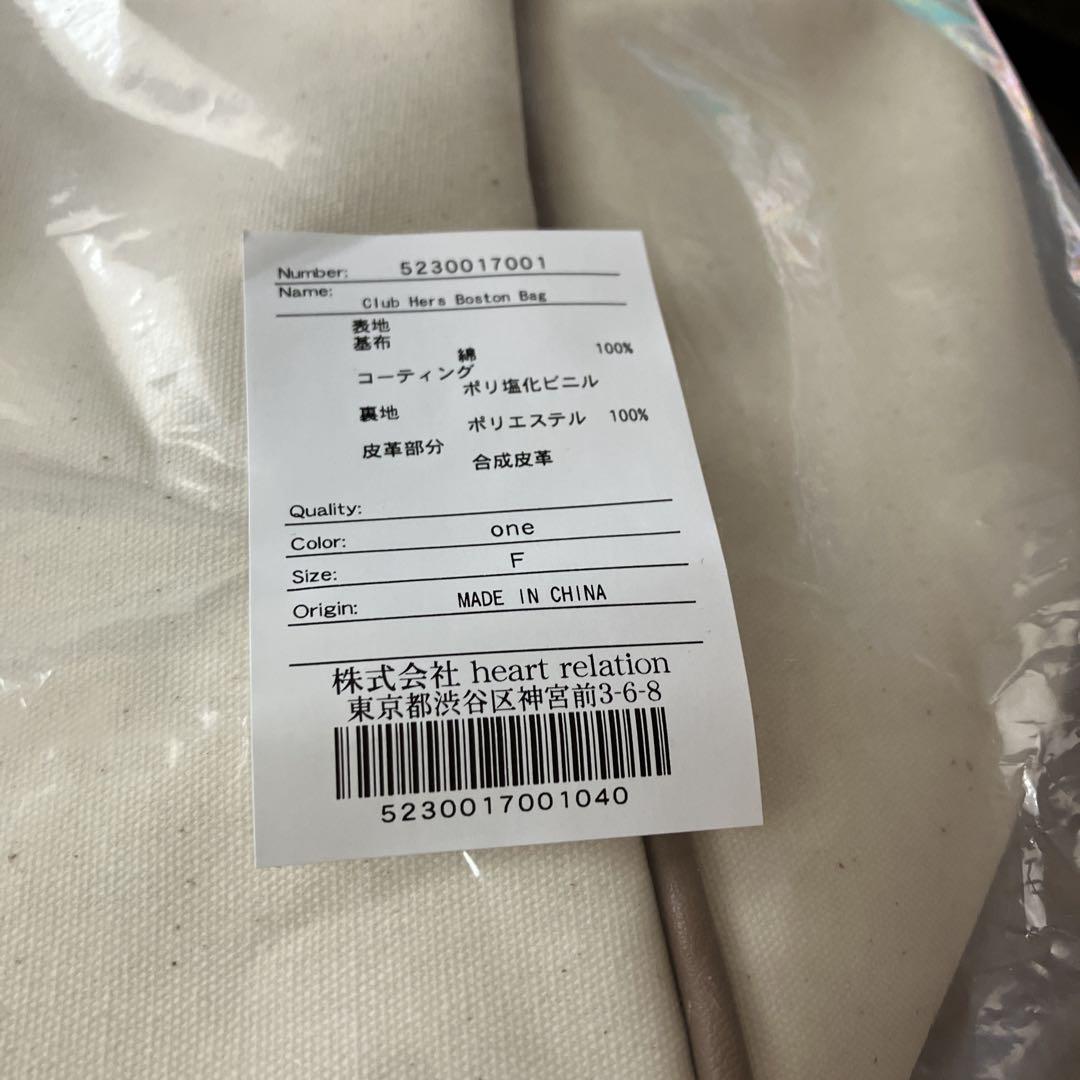 Number: 5230017001
Name: Club Hers Boston Bag
表地
基布
綿 100%
コーティング
ポリ塩化ビニル
裏地
ポリエステル 100%
皮革部分
合成皮革
Quality:
Color: one
Size: F
Origin: MADE IN CHINA
株式会社 heart relation
東京都渋谷区神宮前3-6-8
5230017001040